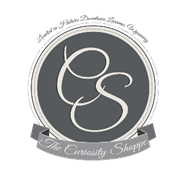 Located in Historic Downtown Laramie, Wyoming
CS
The Curiosity Shoppe